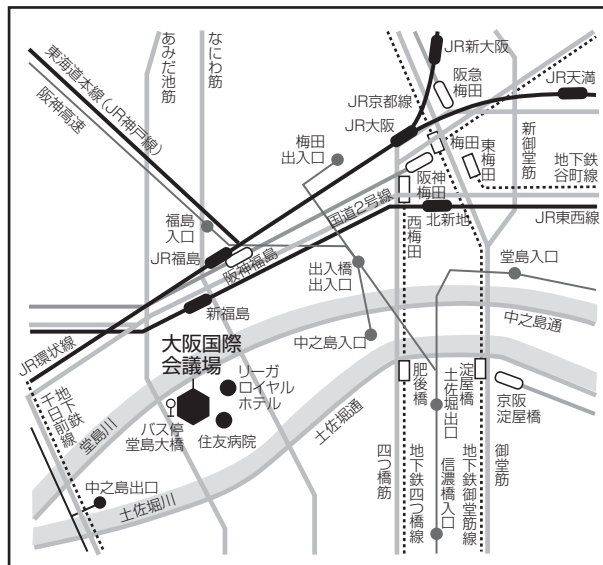 東海道本線(JR神戸線)
阪神高速
あみだ池筋
なにわ筋
JR新大阪
阪急
梅田
JR天満
JR京都線
JR大阪
梅田
出入口
梅田
東梅田
新御堂筋
地下鉄
谷町線
阪神
梅田
国道2号線
西梅田
北新地
JR東西線
福島
入口
JR福島
阪神福島
出入橋
出入口
堂島入口
新福島
中之島通
中之島入口
JR環状線
大阪国際
会議場
リーガ
ロイヤル
ホテル
バス停
堂島大橋
住友病院
土佐堀通
肥後橋
土佐堀出口
淀屋橋
京阪
淀屋橋
地下鉄
千日前線
堂島川
中之島出口
土佐堀川
四つ橋筋
地下鉄四つ橋線
信濃橋入口
地下鉄御堂筋線
御堂筋